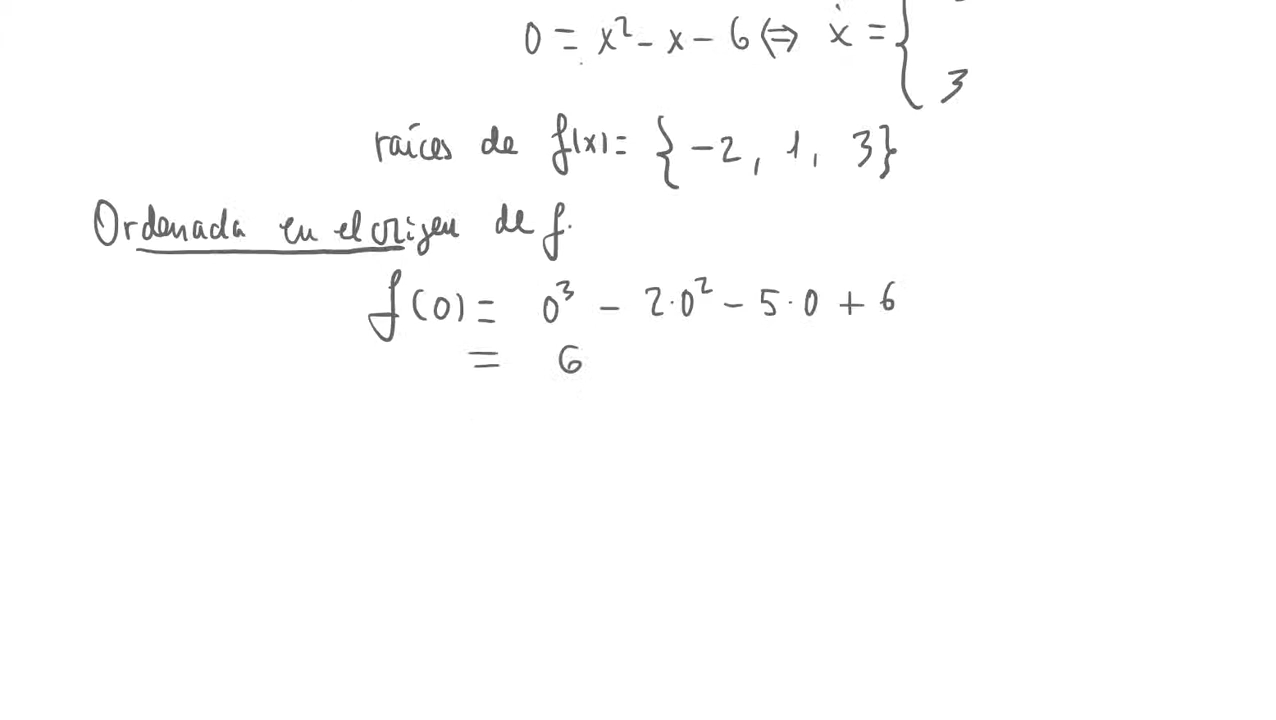 0 = x² - x - 6 ⇔ x = {
3
raíces de f(x) = { -2, 1, 3}
Ordenada en el origen de f.
f(0) = 0³ - 2·0² - 5·0 + 6
= 6